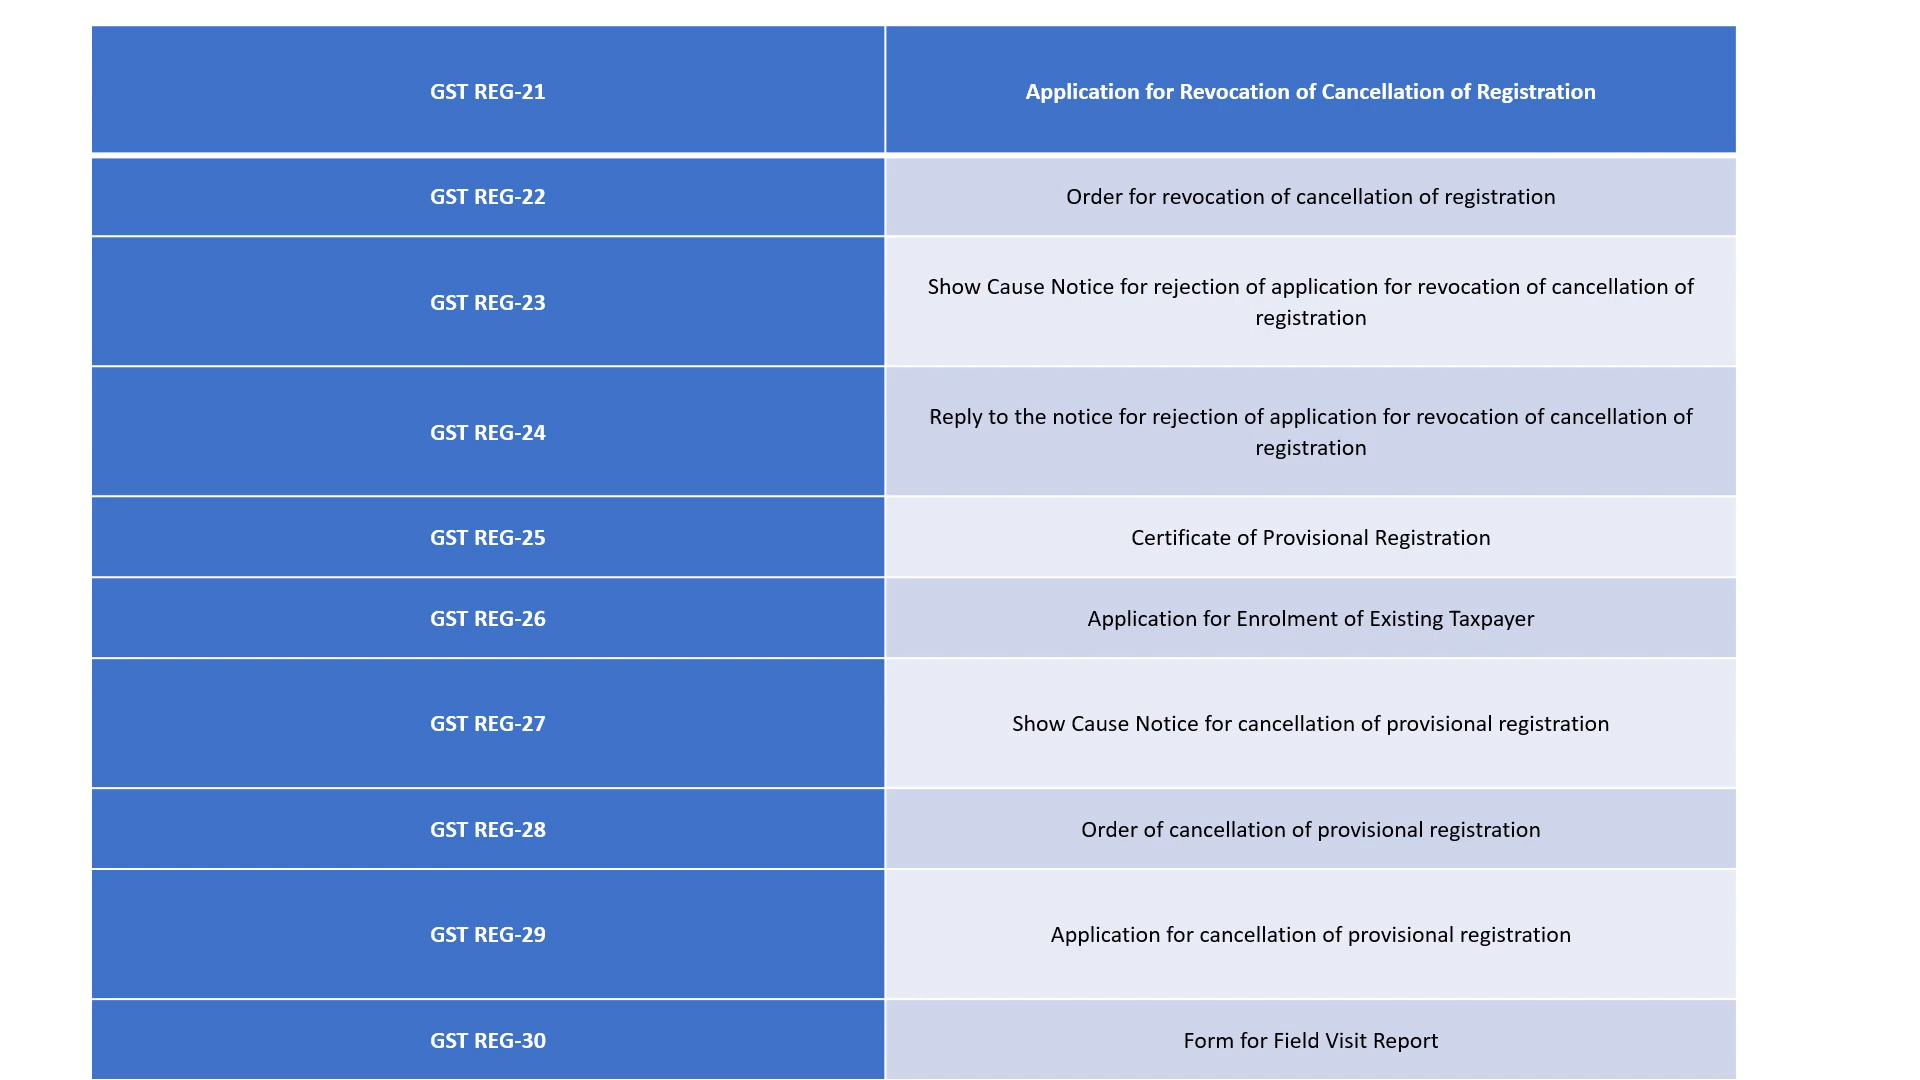 GST REG-21
Application for Revocation of Cancellation of Registration
GST REG-22
Order for revocation of cancellation of registration
GST REG-23
Show Cause Notice for rejection of application for revocation of cancellation of
registration
GST REG-24
Reply to the notice for rejection of application for revocation of cancellation of
registration
GST REG-25
Certificate of Provisional Registration
GST REG-26
Application for Enrolment of Existing Taxpayer
GST REG-27
Show Cause Notice for cancellation of provisional registration
GST REG-28
Order of cancellation of provisional registration
GST REG-29
Application for cancellation of provisional registration
GST REG-30
Form for Field Visit Report